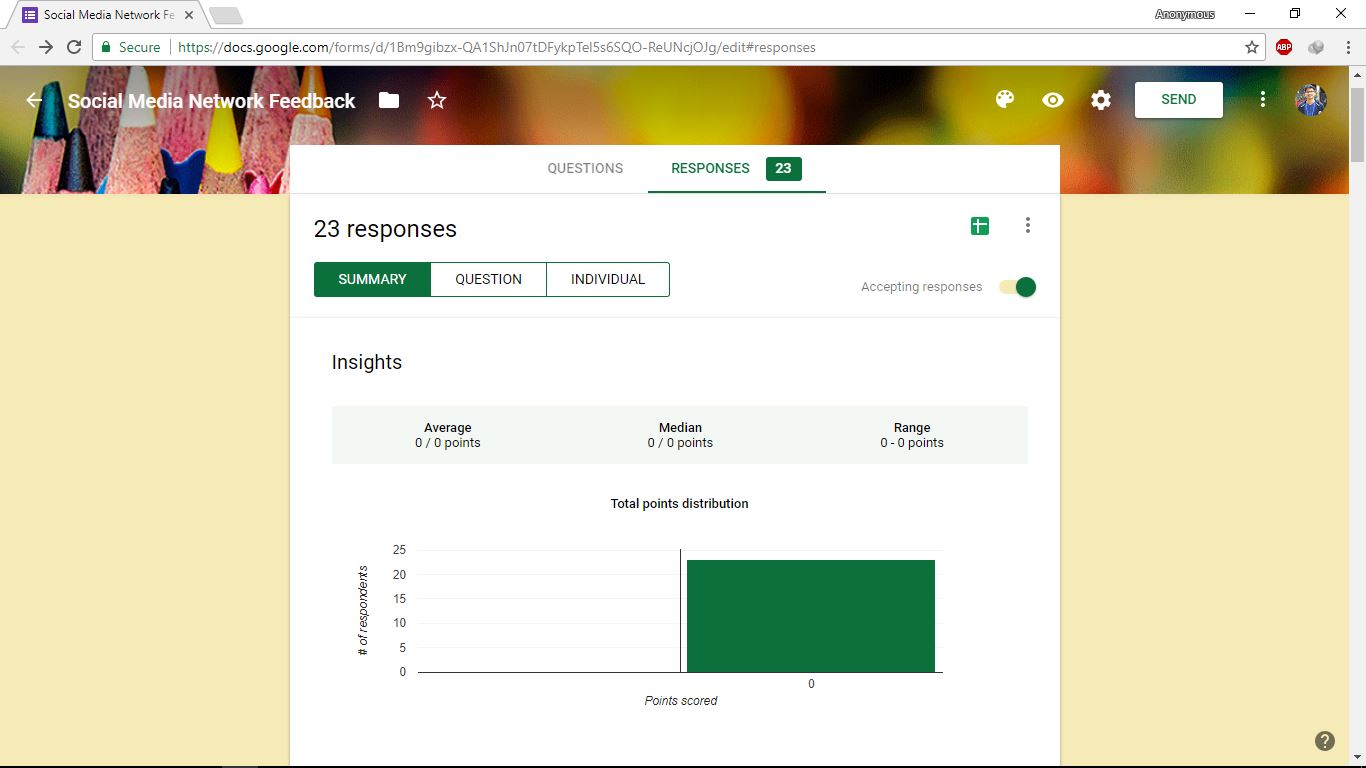 Social Media Network Fe
Anonymous
Secure
https://docs.google.com/forms/d/1Bm9gibzx-QA1ShJn07tDFykpTel5s6SQO-ReUNcjOJg/edit#responses
ABP
Social Media Network Feedback
SEND
QUESTIONS
RESPONSES 23
23 responses
SUMMARY
QUESTION
INDIVIDUAL
Accepting responses
Insights
Average
0 / 0 points
Median
0 / 0 points
Range
0 - 0 points
Total points distribution
# of respondents
25
20
15
10
5
0
0
Points scored
?